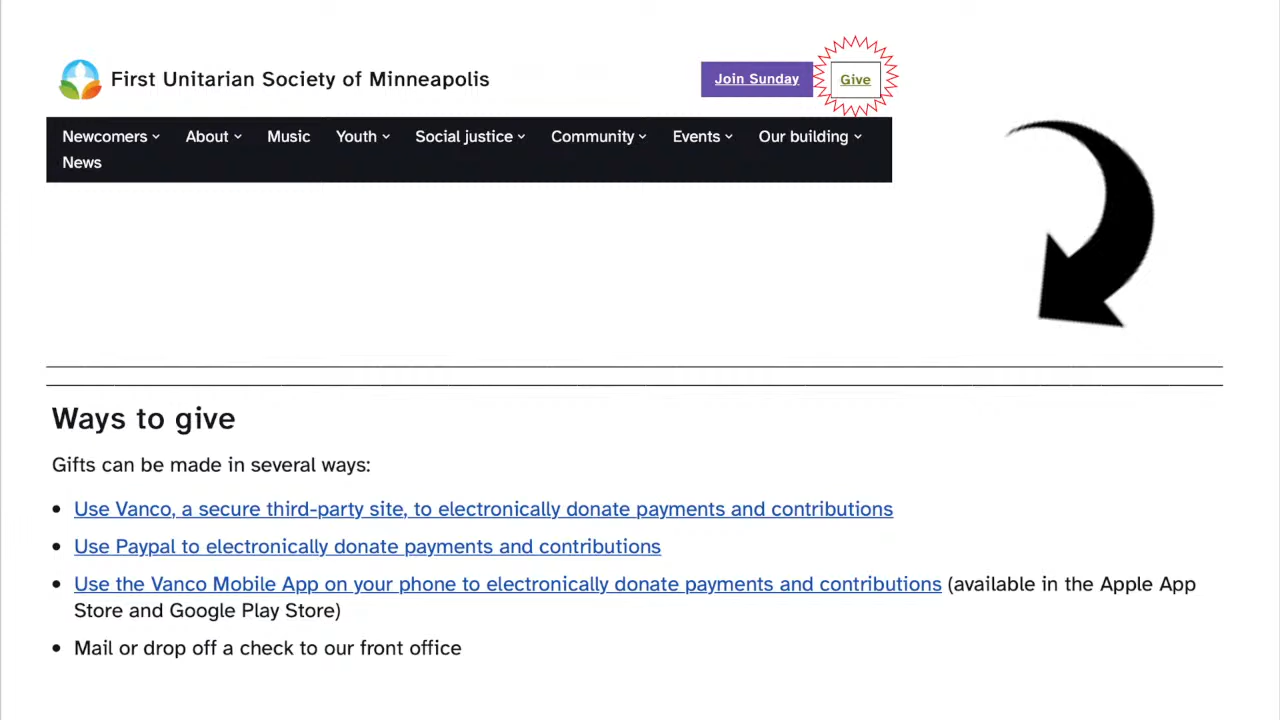 First Unitarian Society of Minneapolis
Join Sunday
Give
Newcomers About Music Youth Social justice Community Events Our building
News
Ways to give
Gifts can be made in several ways:
• Use Vanco, a secure third-party site, to electronically donate payments and contributions
• Use Paypal to electronically donate payments and contributions
• Use the Vanco Mobile App on your phone to electronically donate payments and contributions (available in the Apple App
Store and Google Play Store)
• Mail or drop off a check to our front office